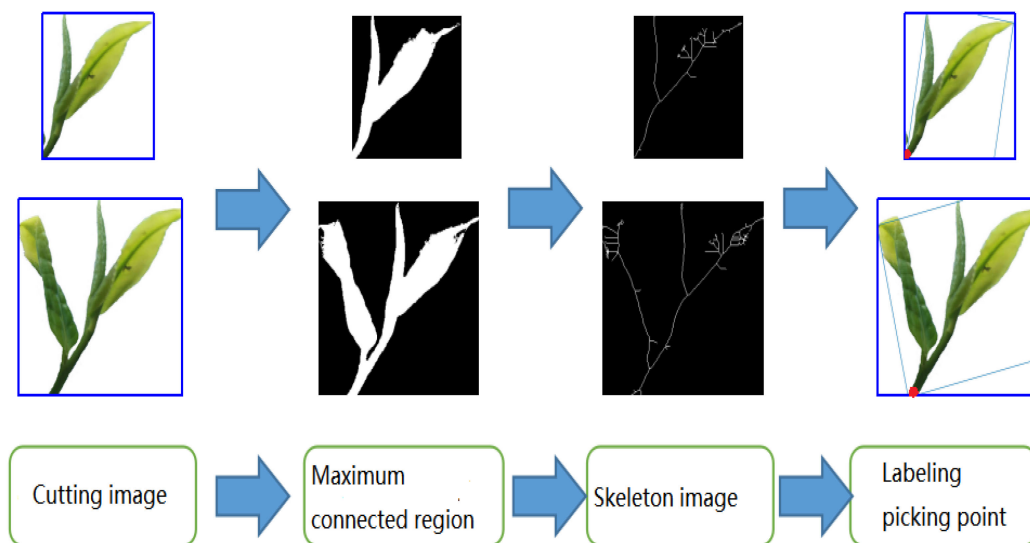 Cutting image
Maximum
connected region
Skeleton image
Labeling
picking point